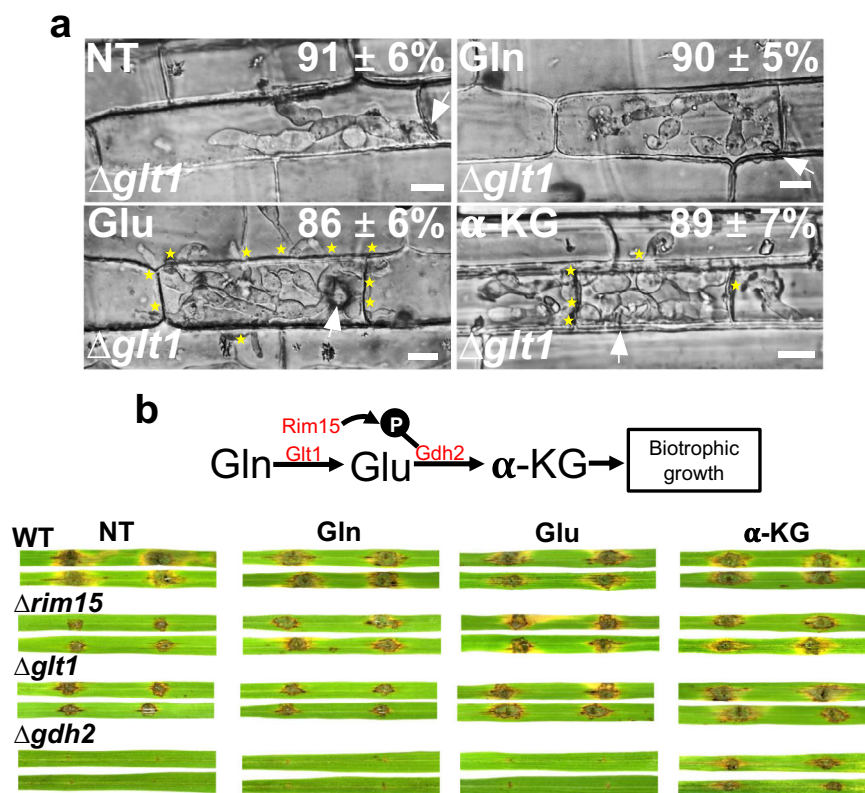 a
NT 91 ± 6%
Δglt1
Gln 90 ± 5%
Δglt1
Glu 86 ± 6%
Δglt1
α-KG 89 ± 7%
Δglt1
b
Rim15 P
Gln Glt1 Glu Gdh2 α-KG Biotrophic growth
WT NT Gln Glu α-KG
Δrim15
Δglt1
Δgdh2